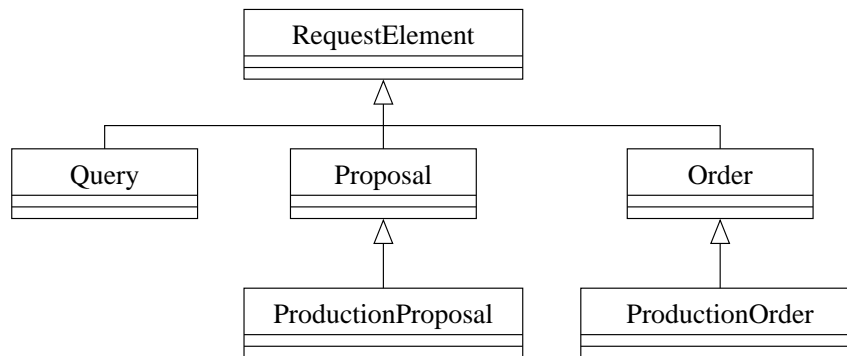 RequestElement
Query
Proposal
Order
ProductionProposal
ProductionOrder